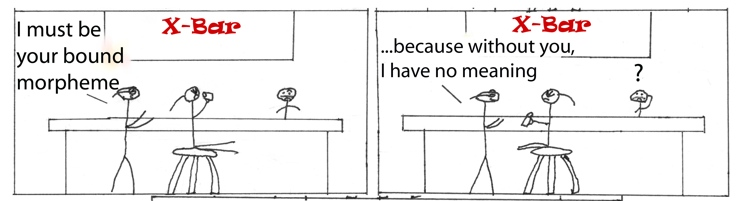 X-Bar
I must be
your bound
morpheme
X-Bar
...because without you,
I have no meaning
?